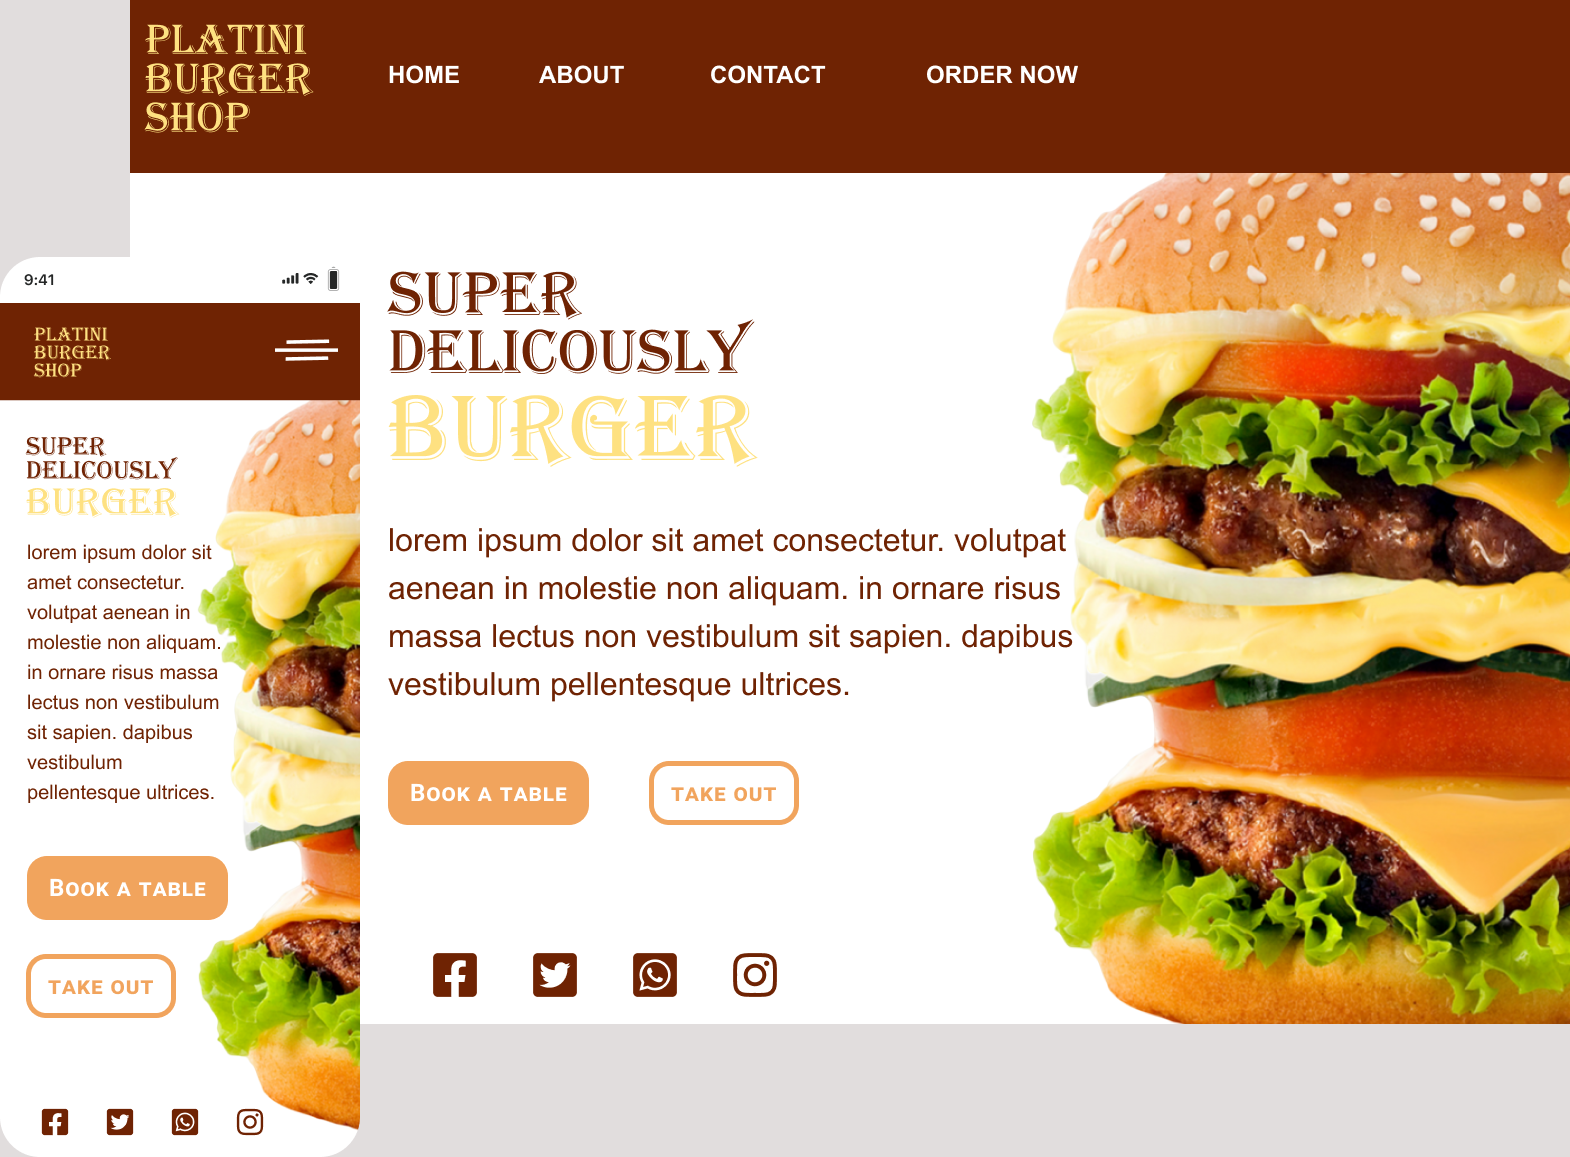 PLATINI
BURGER
SHOP
HOME
ABOUT
CONTACT
ORDER NOW
SUPER
DELICOUSLY
BURGER
lorem ipsum dolor sit amet consectetur. volutpat
aenean in molestie non aliquam. in ornare risus
massa lectus non vestibulum sit sapien. dapibus
vestibulum pellentesque ultrices.
BOOK A TABLE
TAKE OUT
9:41
PLATINI
BURGER
SHOP
SUPER
DELICOUSLY
BURGER
lorem ipsum dolor sit
amet consectetur.
volutpat aenean in
molestie non aliquam.
in ornare risus massa
lectus non vestibulum
sit sapien. dapibus
vestibulum
pellentesque ultrices.
BOOK A TABLE
TAKE OUT